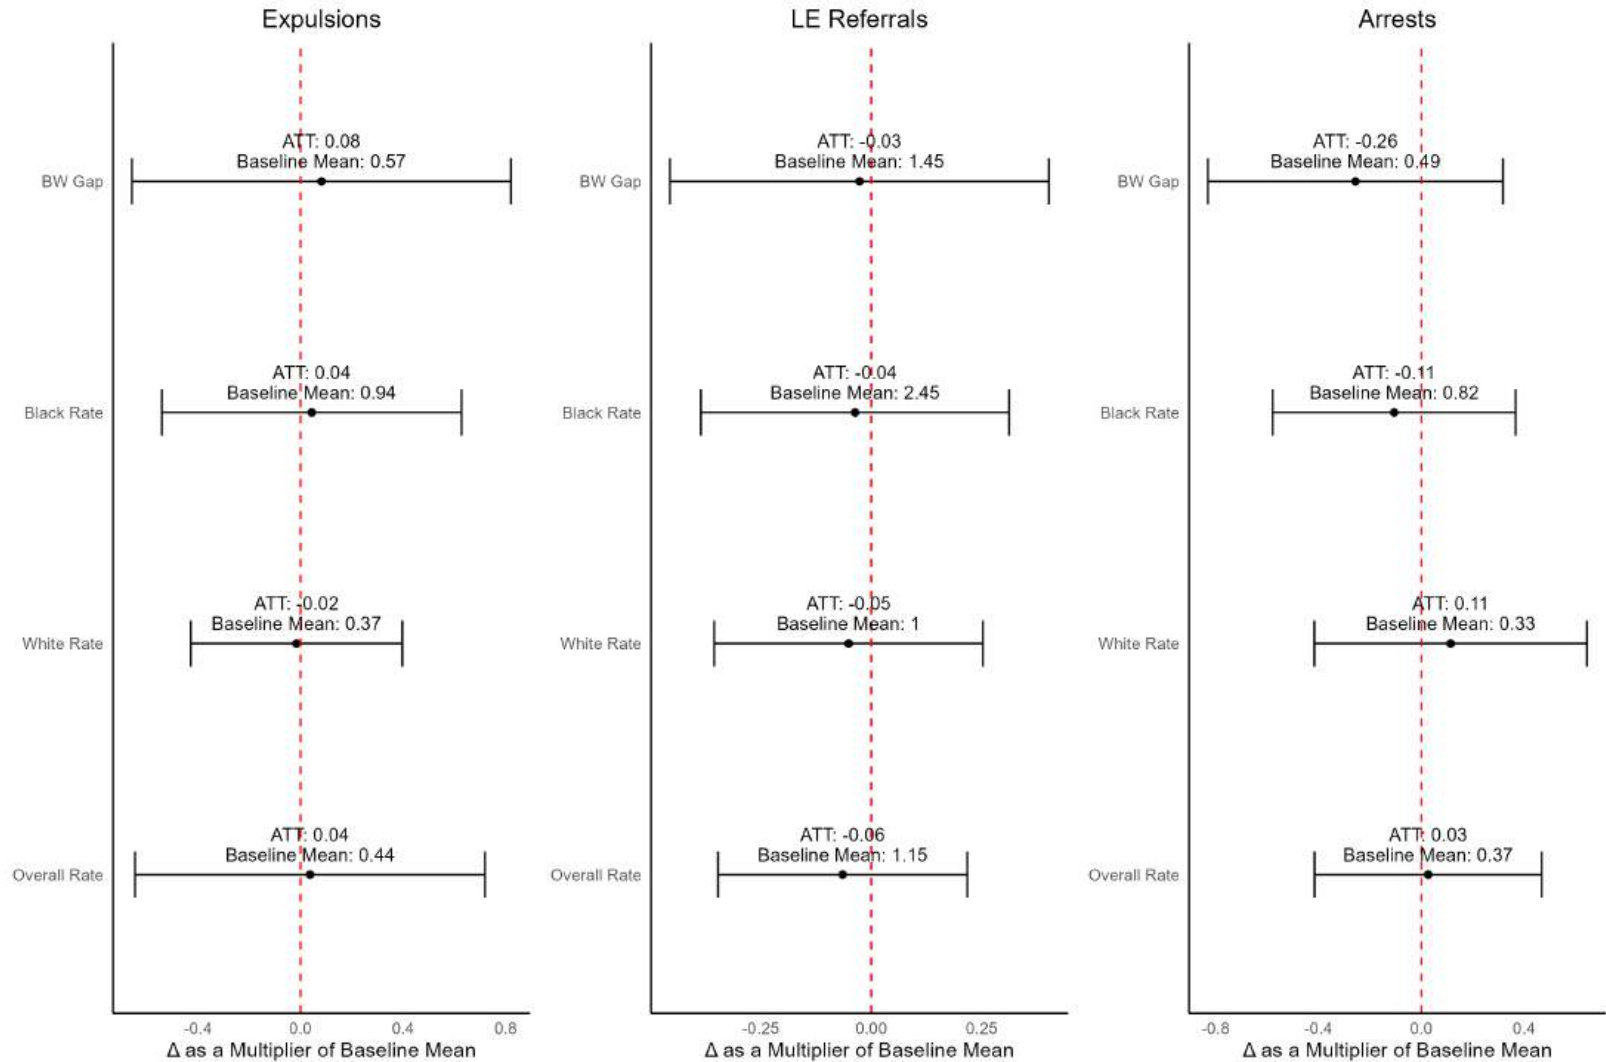 Expulsions
ATT: 0.08
Baseline Mean: 0.57
BW Gap
ATT: 0.04
Baseline Mean: 0.94
Black Rate
ATT: -0.02
Baseline Mean: 0.37
White Rate
ATT: 0.04
Baseline Mean: 0.44
Overall Rate
-0.4 0.0 0.4 0.8
Δ as a Multiplier of Baseline Mean
LE Referrals
ATT: -0.03
Baseline Mean: 1.45
BW Gap
ATT: -0.04
Baseline Mean: 2.45
Black Rate
ATT: -0.05
Baseline Mean: 1
White Rate
ATT: -0.06
Baseline Mean: 1.15
Overall Rate
-0.25 0.00 0.25
Δ as a Multiplier of Baseline Mean
Arrests
ATT: -0.26
Baseline Mean: 0.49
BW Gap
ATT: -0.11
Baseline Mean: 0.82
Black Rate
ATT: 0.11
Baseline Mean: 0.33
White Rate
ATT: 0.03
Baseline Mean: 0.37
Overall Rate
-0.8 -0.4 0.0 0.4
Δ as a Multiplier of Baseline Mean